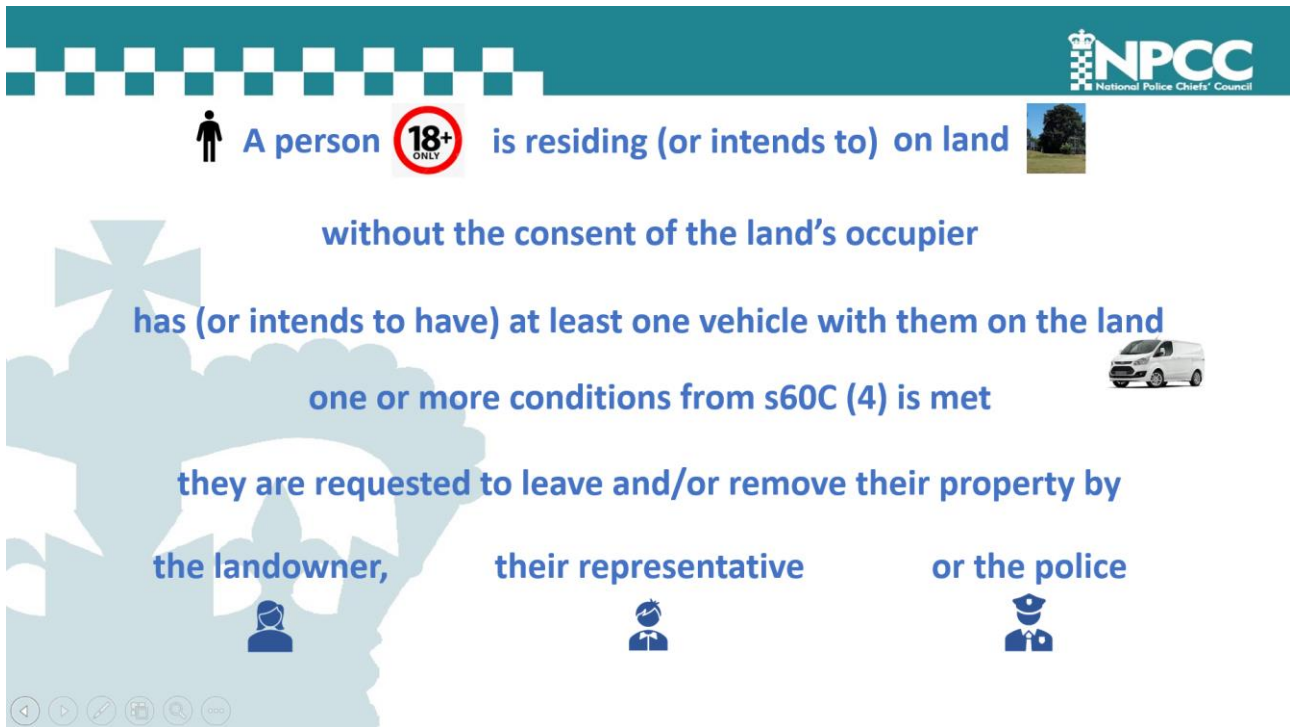 NPCC
National Police Chiefs' Council
A person 18+ ONLY is residing (or intends to) on land
without the consent of the land's occupier
has (or intends to have) at least one vehicle with them on the land
one or more conditions from s60C (4) is met
they are requested to leave and/or remove their property by
the landowner, their representative or the police